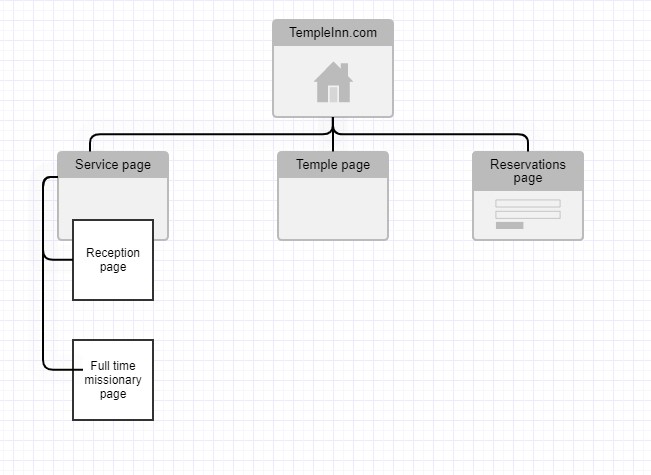 TempleInn.com
Service page
Temple page
Reservations
page
Reception
page
Full time
missionary
page